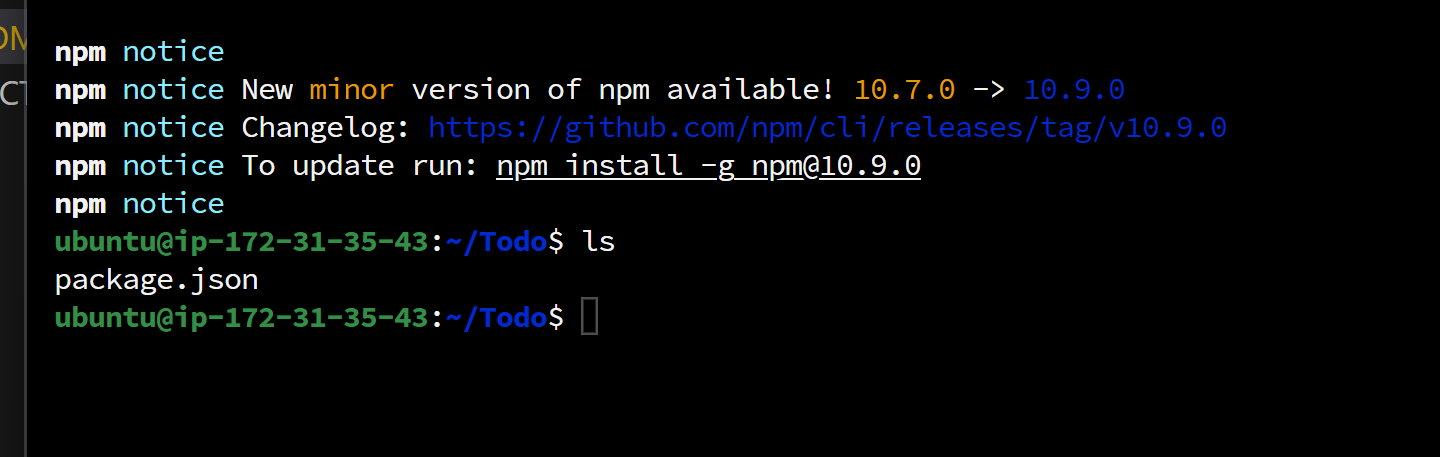 npm notice
npm notice New minor version of npm available! 10.7.0 -> 10.9.0
npm notice Changelog: https://github.com/npm/cli/releases/tag/v10.9.0
npm notice To update run: npm install -g npm@10.9.0
npm notice
ubuntu@ip-172-31-35-43:~/Todo$ ls
package.json
ubuntu@ip-172-31-35-43:~/Todo$